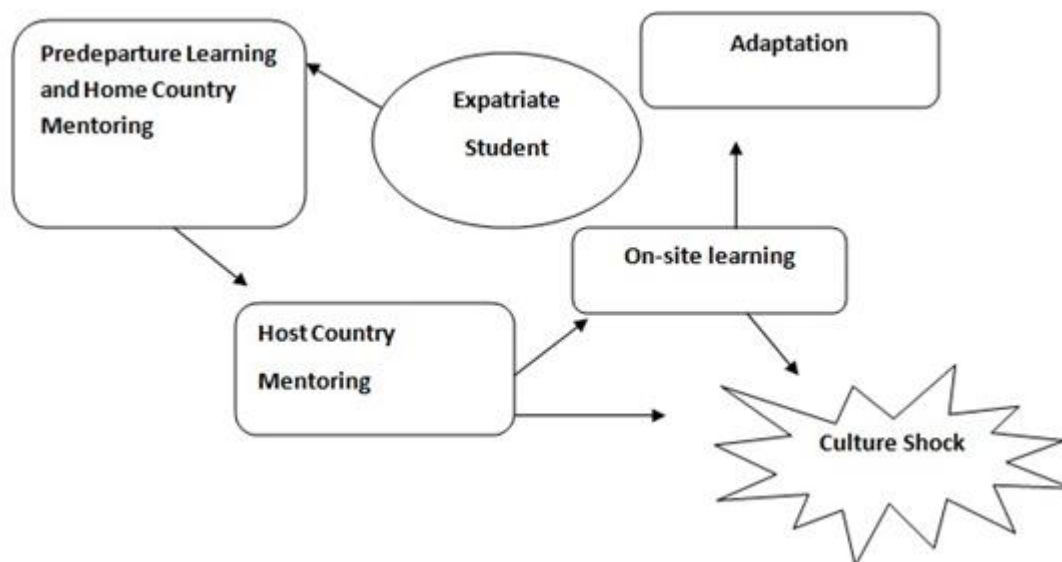 Predeparture Learning
and Home Country
Mentoring
Expatriate
Student
Adaptation
On-site learning
Host Country
Mentoring
Culture Shock